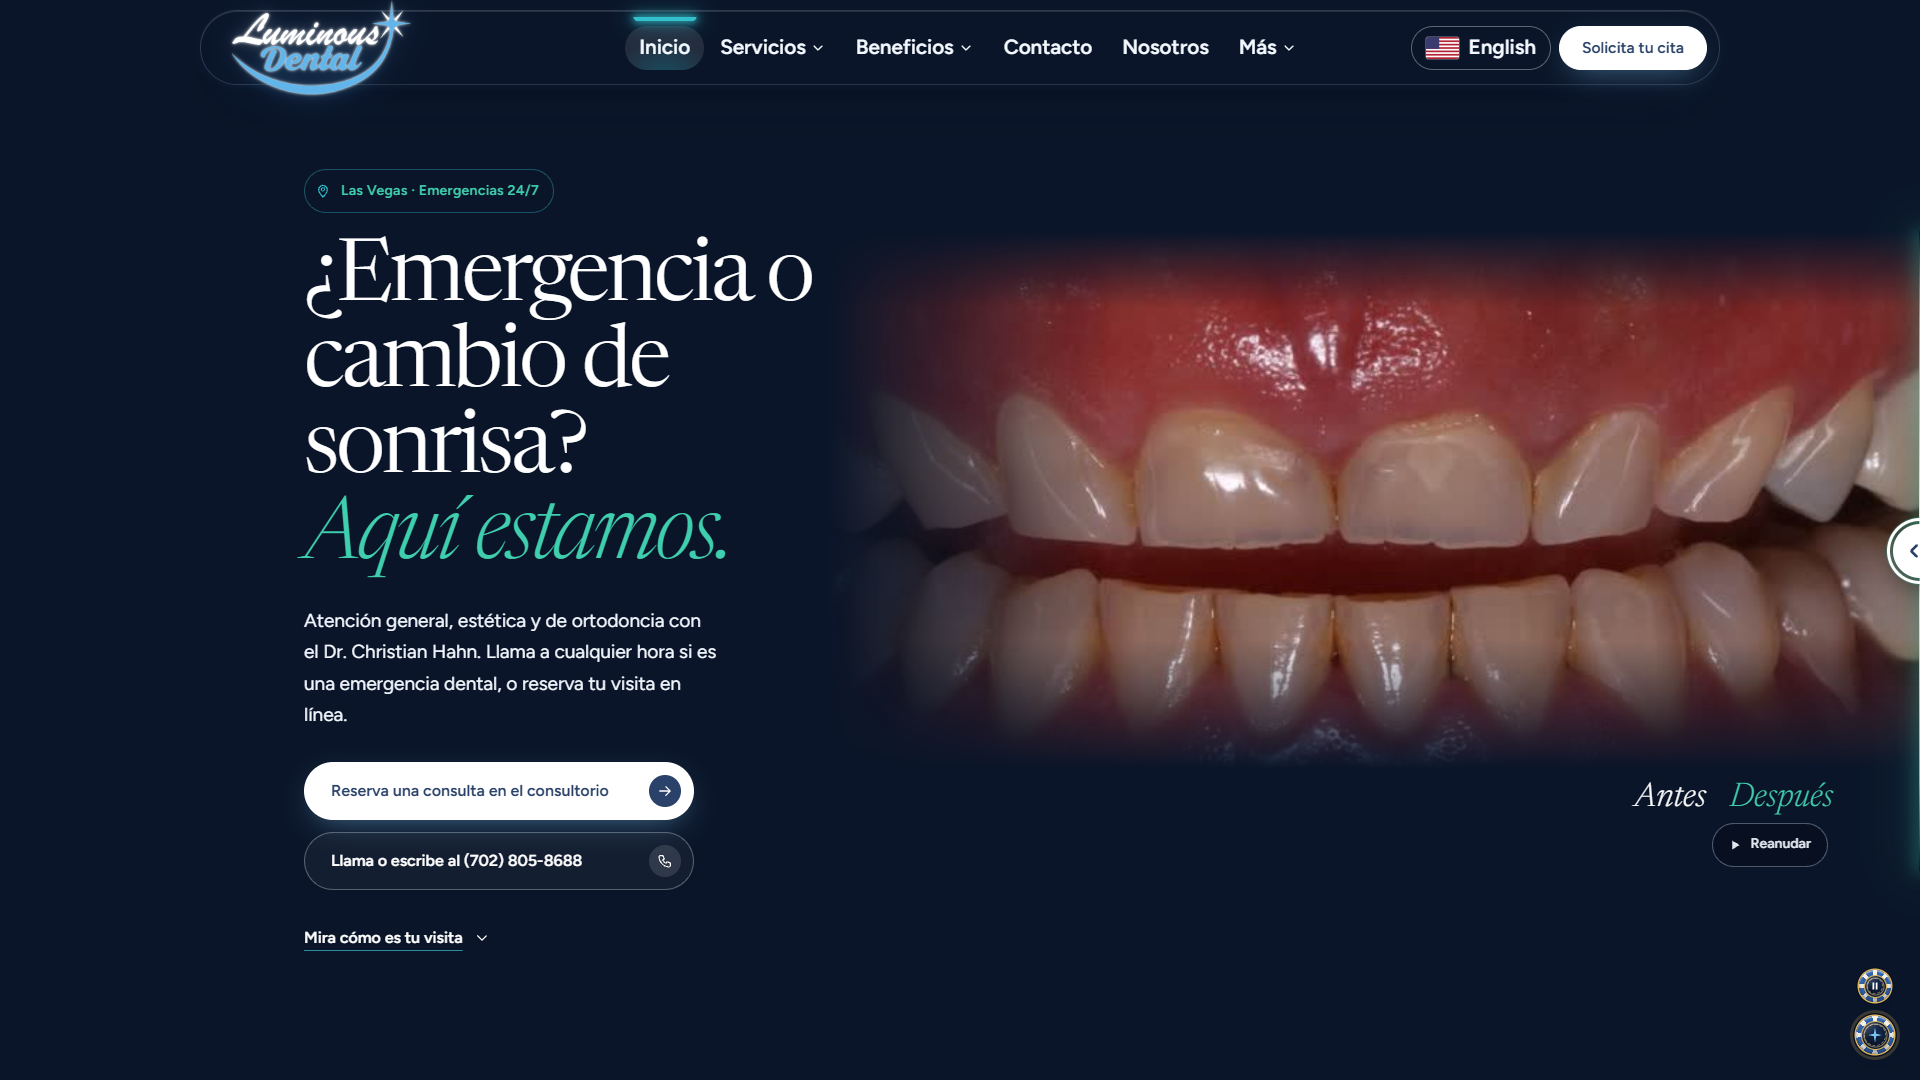 Luminous
Dental
Inicio
Servicios
Beneficios
Contacto
Nosotros
Más
English
Solicita tu cita
Las Vegas · Emergencias 24/7
¿Emergencia o
cambio de
sonrisa?
Aquí estamos.
Atención general, estética y de ortodoncia con
el Dr. Christian Hahn. Llama a cualquier hora si es
una emergencia dental, o reserva tu visita en
línea.
Reserva una consulta en el consultorio
Llama o escribe al (702) 805-8688
Mira cómo es tu visita
Antes Después
Reanudar